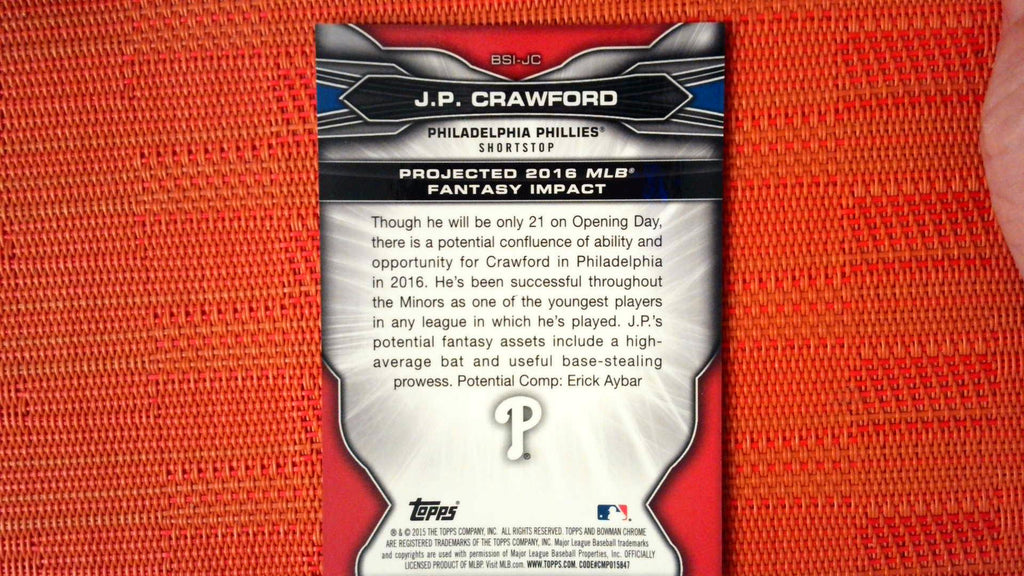 BSI-JC
J.P. CRAWFORD
PHILADELPHIA PHILLIES®
SHORTSTOP
PROJECTED 2016 MLB®
FANTASY IMPACT
Though he will be only 21 on Opening Day,
there is a potential confluence of ability and
opportunity for Crawford in Philadelphia
in 2016. He's been successful throughout
the Minors as one of the youngest players
in any league in which he's played. J.P.'s
potential fantasy assets include a high-
average bat and useful base-stealing
prowess. Potential Comp: Erick Aybar
P®
Topps®
® & © 2015 THE TOPPS COMPANY, INC. ALL RIGHTS RESERVED. TOPPS AND BOWMAN CHROME
ARE REGISTERED TRADEMARKS OF THE TOPPS COMPANY, INC. Major League Baseball trademarks
and copyrights are used with permission of Major League Baseball Properties, Inc. OFFICIALLY
LICENSED PRODUCT OF MLBP. Visit MLB.com. WWW.TOPPS.COM. CODE#CMP015847